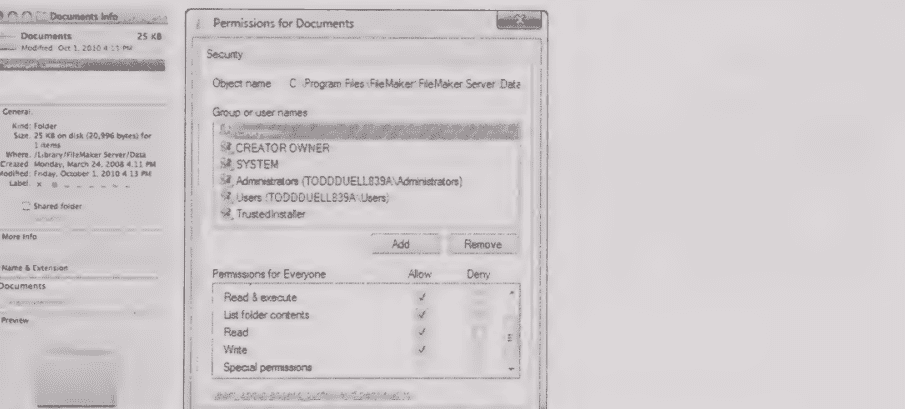 Documents Info
Documents 25 KB
Modified: Oct 1, 2010 4:13 PM
General:
Kind: Folder
Size: 25 KB on disk (20,996 bytes) for
1 items
Where: /Library/FileMaker Server/Data
Created: Monday, March 24, 2008 4:11 PM
Modified: Friday, October 1, 2010 4:13 PM
Label: ×
Shared folder
More Info
Name & Extension
Documents
Preview
Permissions for Documents
Security
Object name C Program Files FileMaker FileMaker Server Data
Group or user names
CREATOR OWNER
SYSTEM
Administrators (TODDDUELL839A\Administrators)
Users (TODDDUELL839A\Users)
TrustedInstaller
Add Remove
Permissions for Everyone Allow Deny
Read & execute
List folder contents
Read
Write
Special permissions